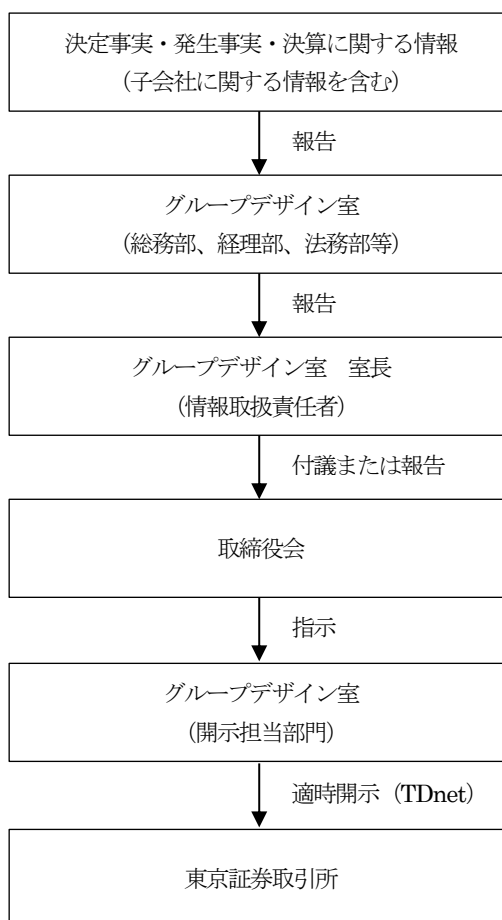 決定事実・発生事実・決算に関する情報
(子会社に関する情報を含む)
報告
グループデザイン室
(総務部、経理部、法務部等)
報告
グループデザイン室　室長
(情報取扱責任者)
付議または報告
取締役会
指示
グループデザイン室
(開示担当部門)
適時開示（TDnet）
東京証券取引所